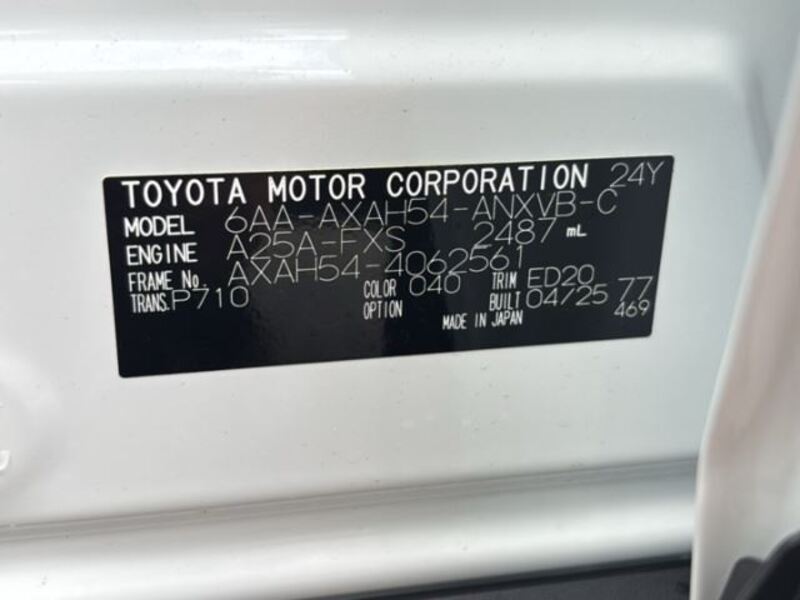 TOYOTA MOTOR CORPORATION 24Y
MODEL 6AA-AXAH54-ANXVB-C
ENGINE A25A-FXS 2487 mL
FRAME No. AXAH54-4062561
TRANS. P710 COLOR 040 TRIM ED20
OPTION BUILT 04/25 77
MADE IN JAPAN 469